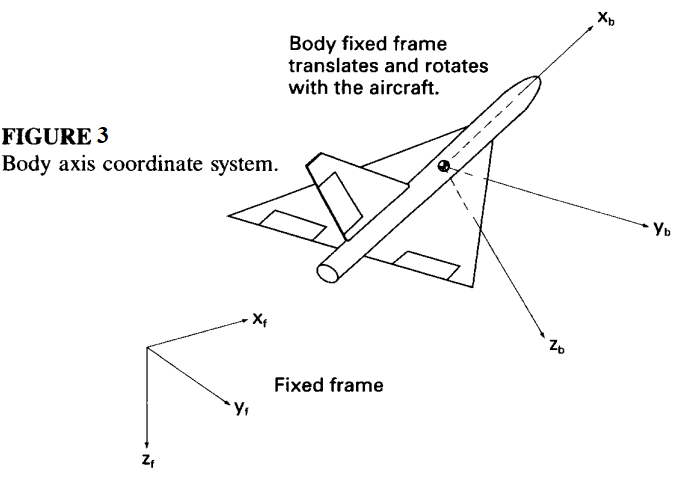 x_b
Body fixed frame
translates and rotates
with the aircraft.
FIGURE 3
Body axis coordinate system.
y_b
z_b
x_f
Fixed frame
y_f
z_f